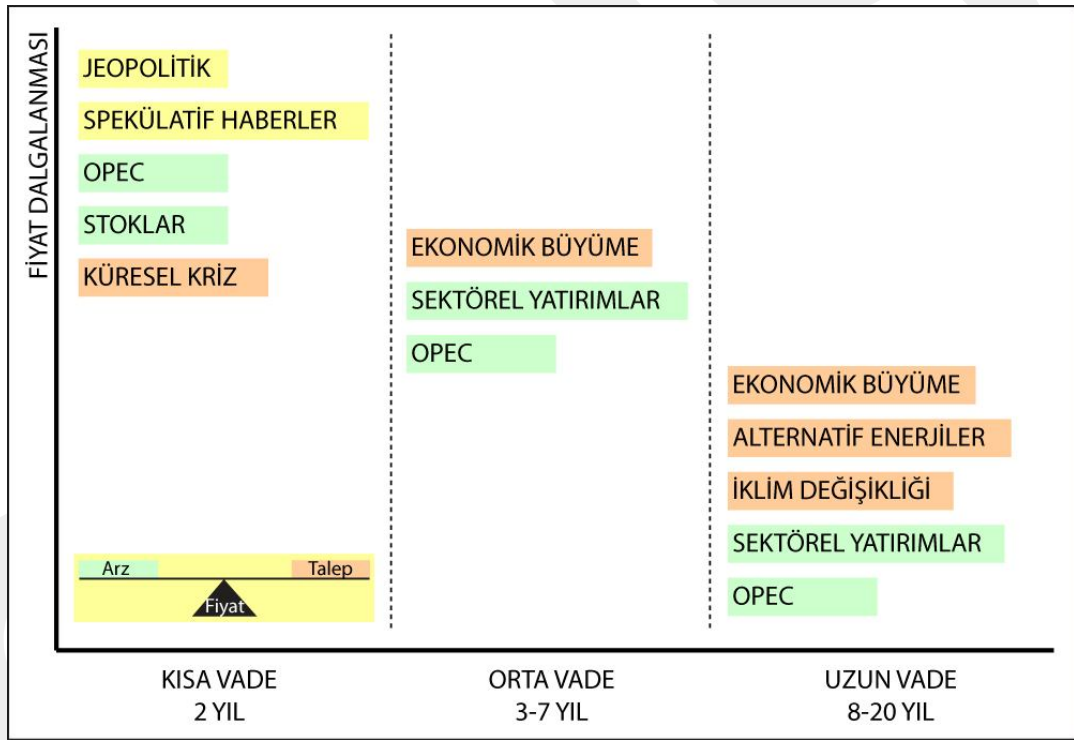 FİYAT DALGALANMASI
JEOPOLİTİK
SPEKÜLATİF HABERLER
OPEC
STOKLAR
KÜRESEL KRİZ
Arz
Talep
Fiyat
EKONOMİK BÜYÜME
SEKTÖREL YATIRIMLAR
OPEC
EKONOMİK BÜYÜME
ALTERNATİF ENERJİLER
İKLİM DEĞİŞİKLİĞİ
SEKTÖREL YATIRIMLAR
OPEC
KISA VADE
2 YIL
ORTA VADE
3-7 YIL
UZUN VADE
8-20 YIL